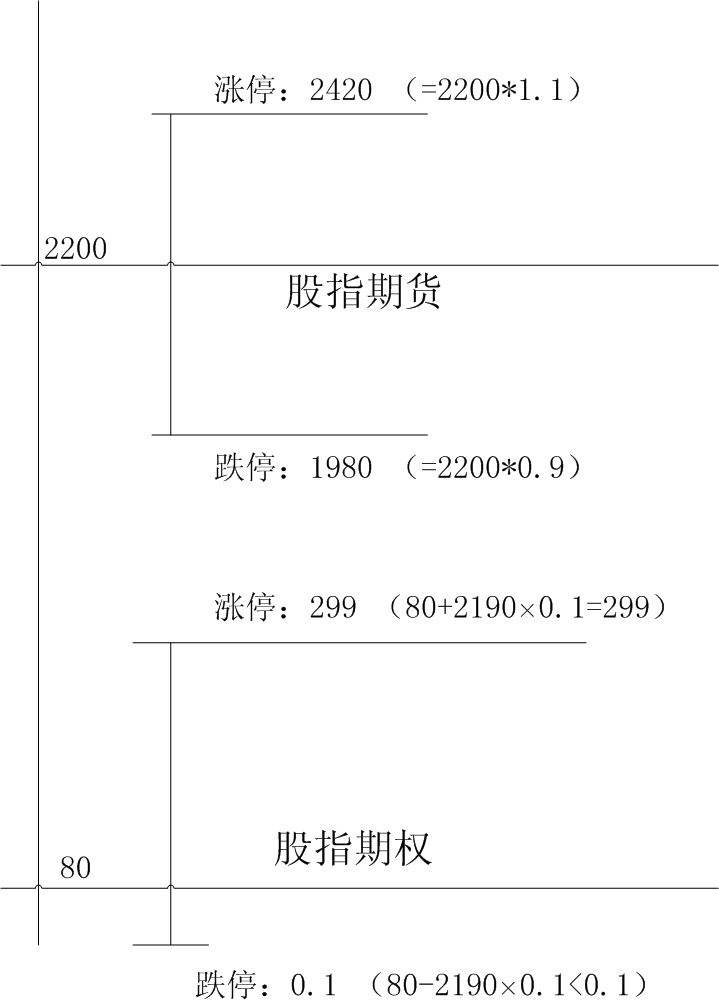 涨停：2420 （=2200*1.1）
2200
股指期货
跌停：1980 （=2200*0.9）
涨停：299 （80+2190×0.1=299）
股指期权
80
跌停：0.1 （80-2190×0.1<0.1）